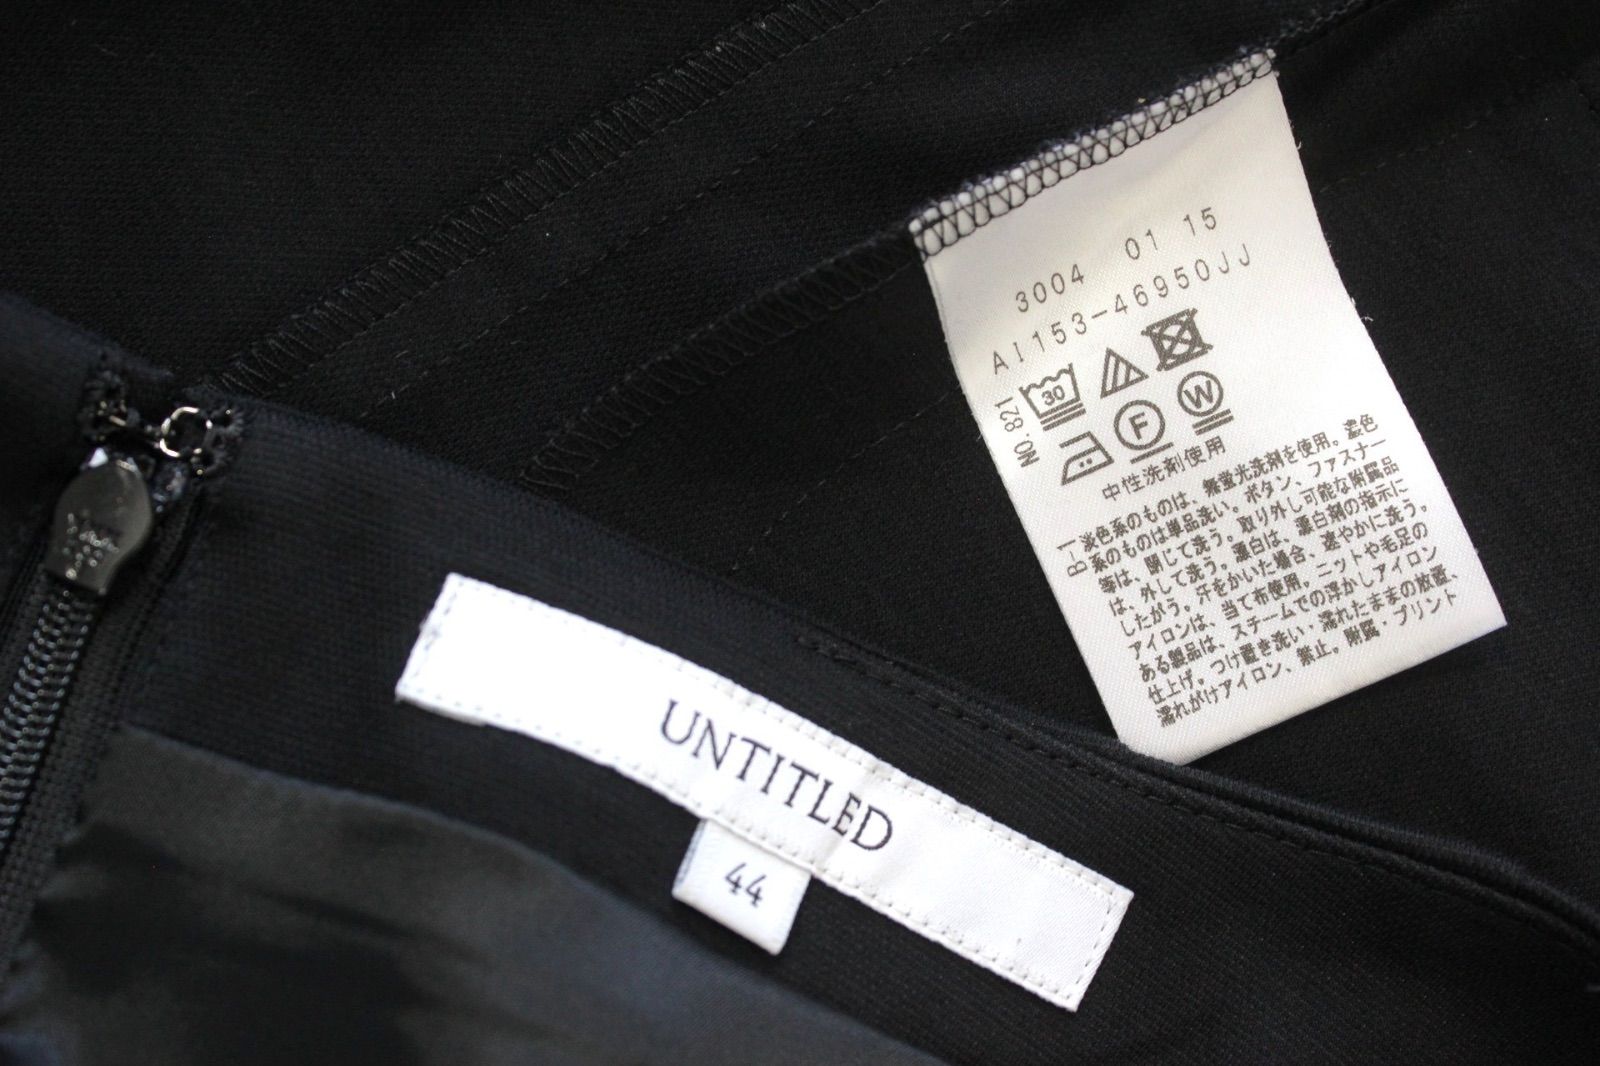 3004 01 15
AI153-46950JJ
NO.821
30
F
W
中性洗剤使用
B-1
淡色系のものは、無蛍光洗剤を使用。濃色
系のものは単品洗い。ボタン、ファスナー
等は、閉じて洗う。取り外し可能な附属品
は、外して洗う。漂白は、漂白剤の指示に
したがう。汗をかいた場合、速やかに洗う。
アイロンは、当て布使用。ニットや毛足の
ある製品は、スチームでの浮かしアイロン
仕上げ。つけ置き洗い・濡れたままの放置、
濡れがけアイロン、禁止。附属・プリント
UNTITLED
44